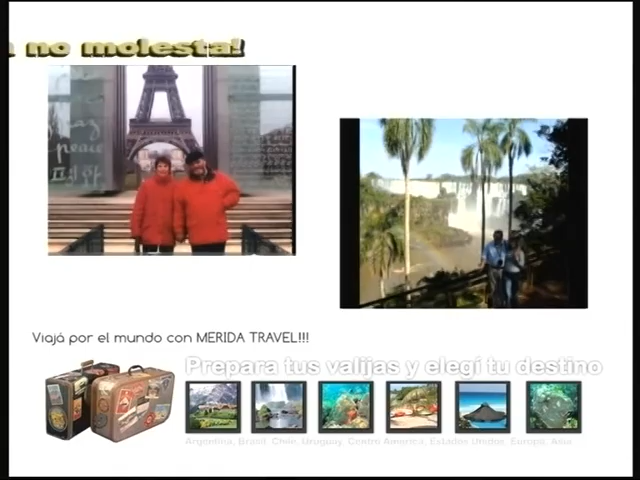 no molesta!
peace
Viajá por el mundo con MERIDA TRAVEL!!!
Prepara tus valijas y elegí tu destino
Argentina, Brasil, Chile, Uruguay, Centro America, Estados Unidos, Europa, Asia